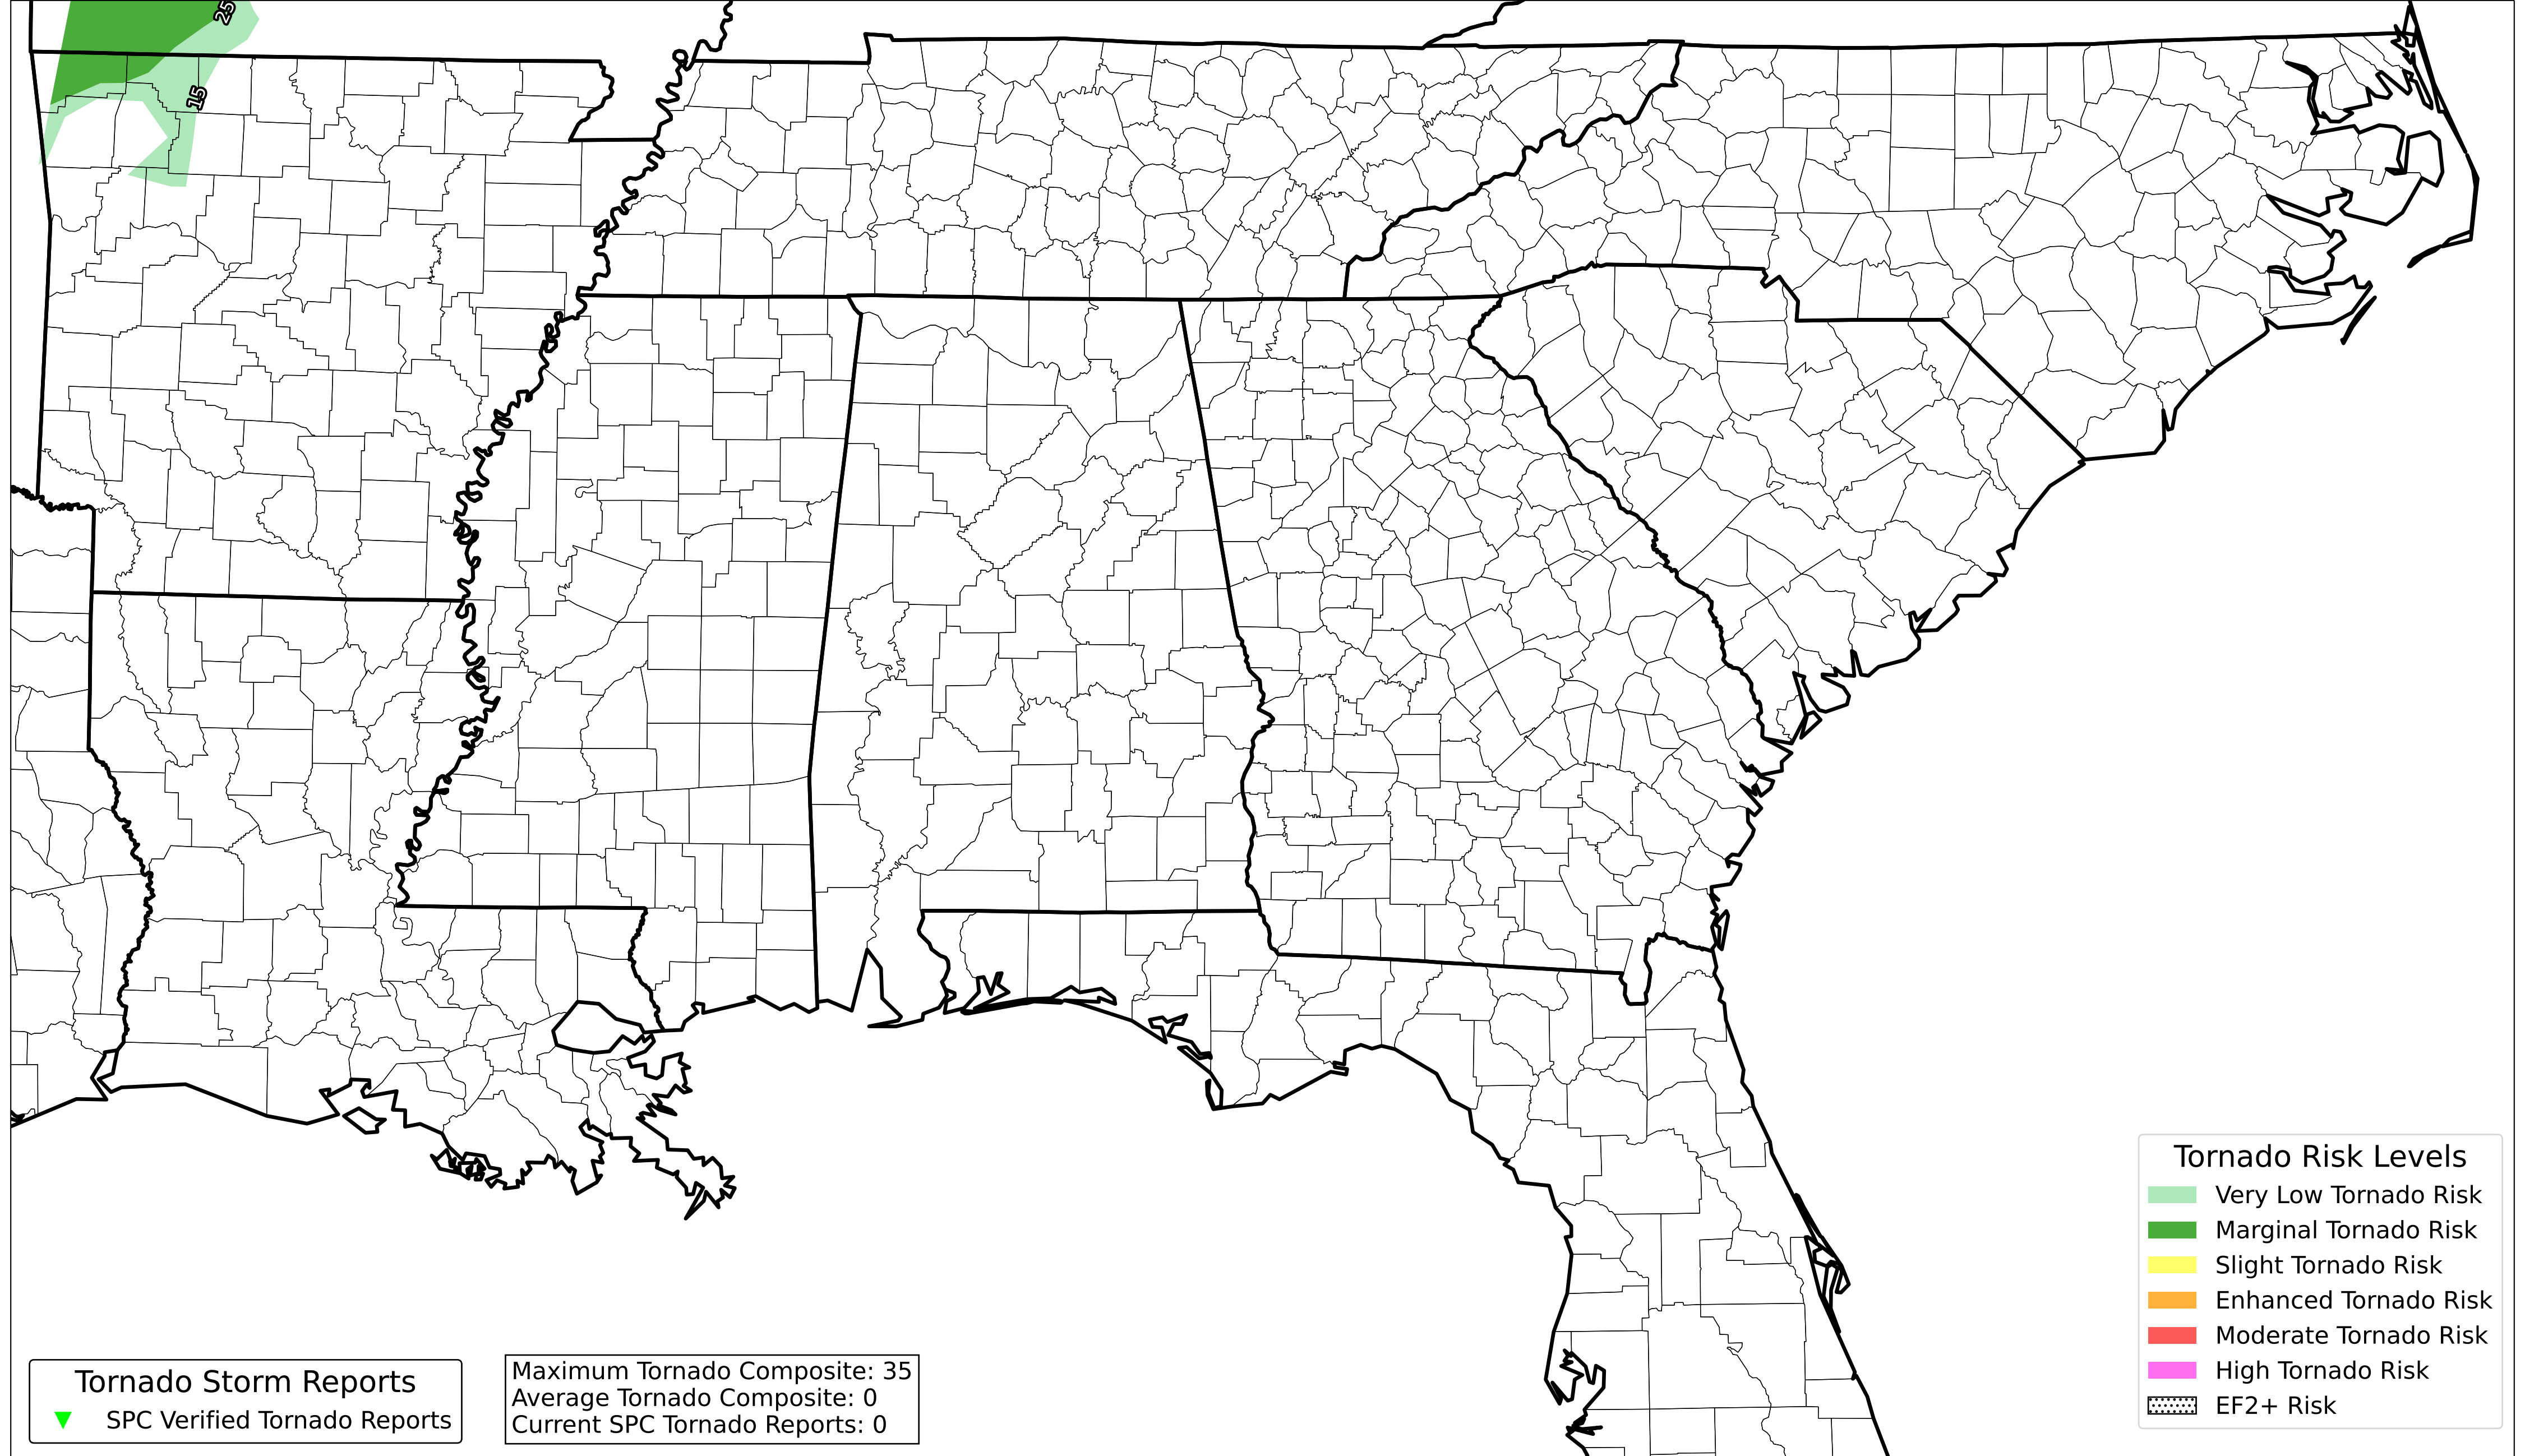 25
15
Tornado Risk Levels
Very Low Tornado Risk
Marginal Tornado Risk
Slight Tornado Risk
Enhanced Tornado Risk
Moderate Tornado Risk
High Tornado Risk
EF2+ Risk
Tornado Storm Reports
SPC Verified Tornado Reports
Maximum Tornado Composite: 35
Average Tornado Composite: 0
Current SPC Tornado Reports: 0